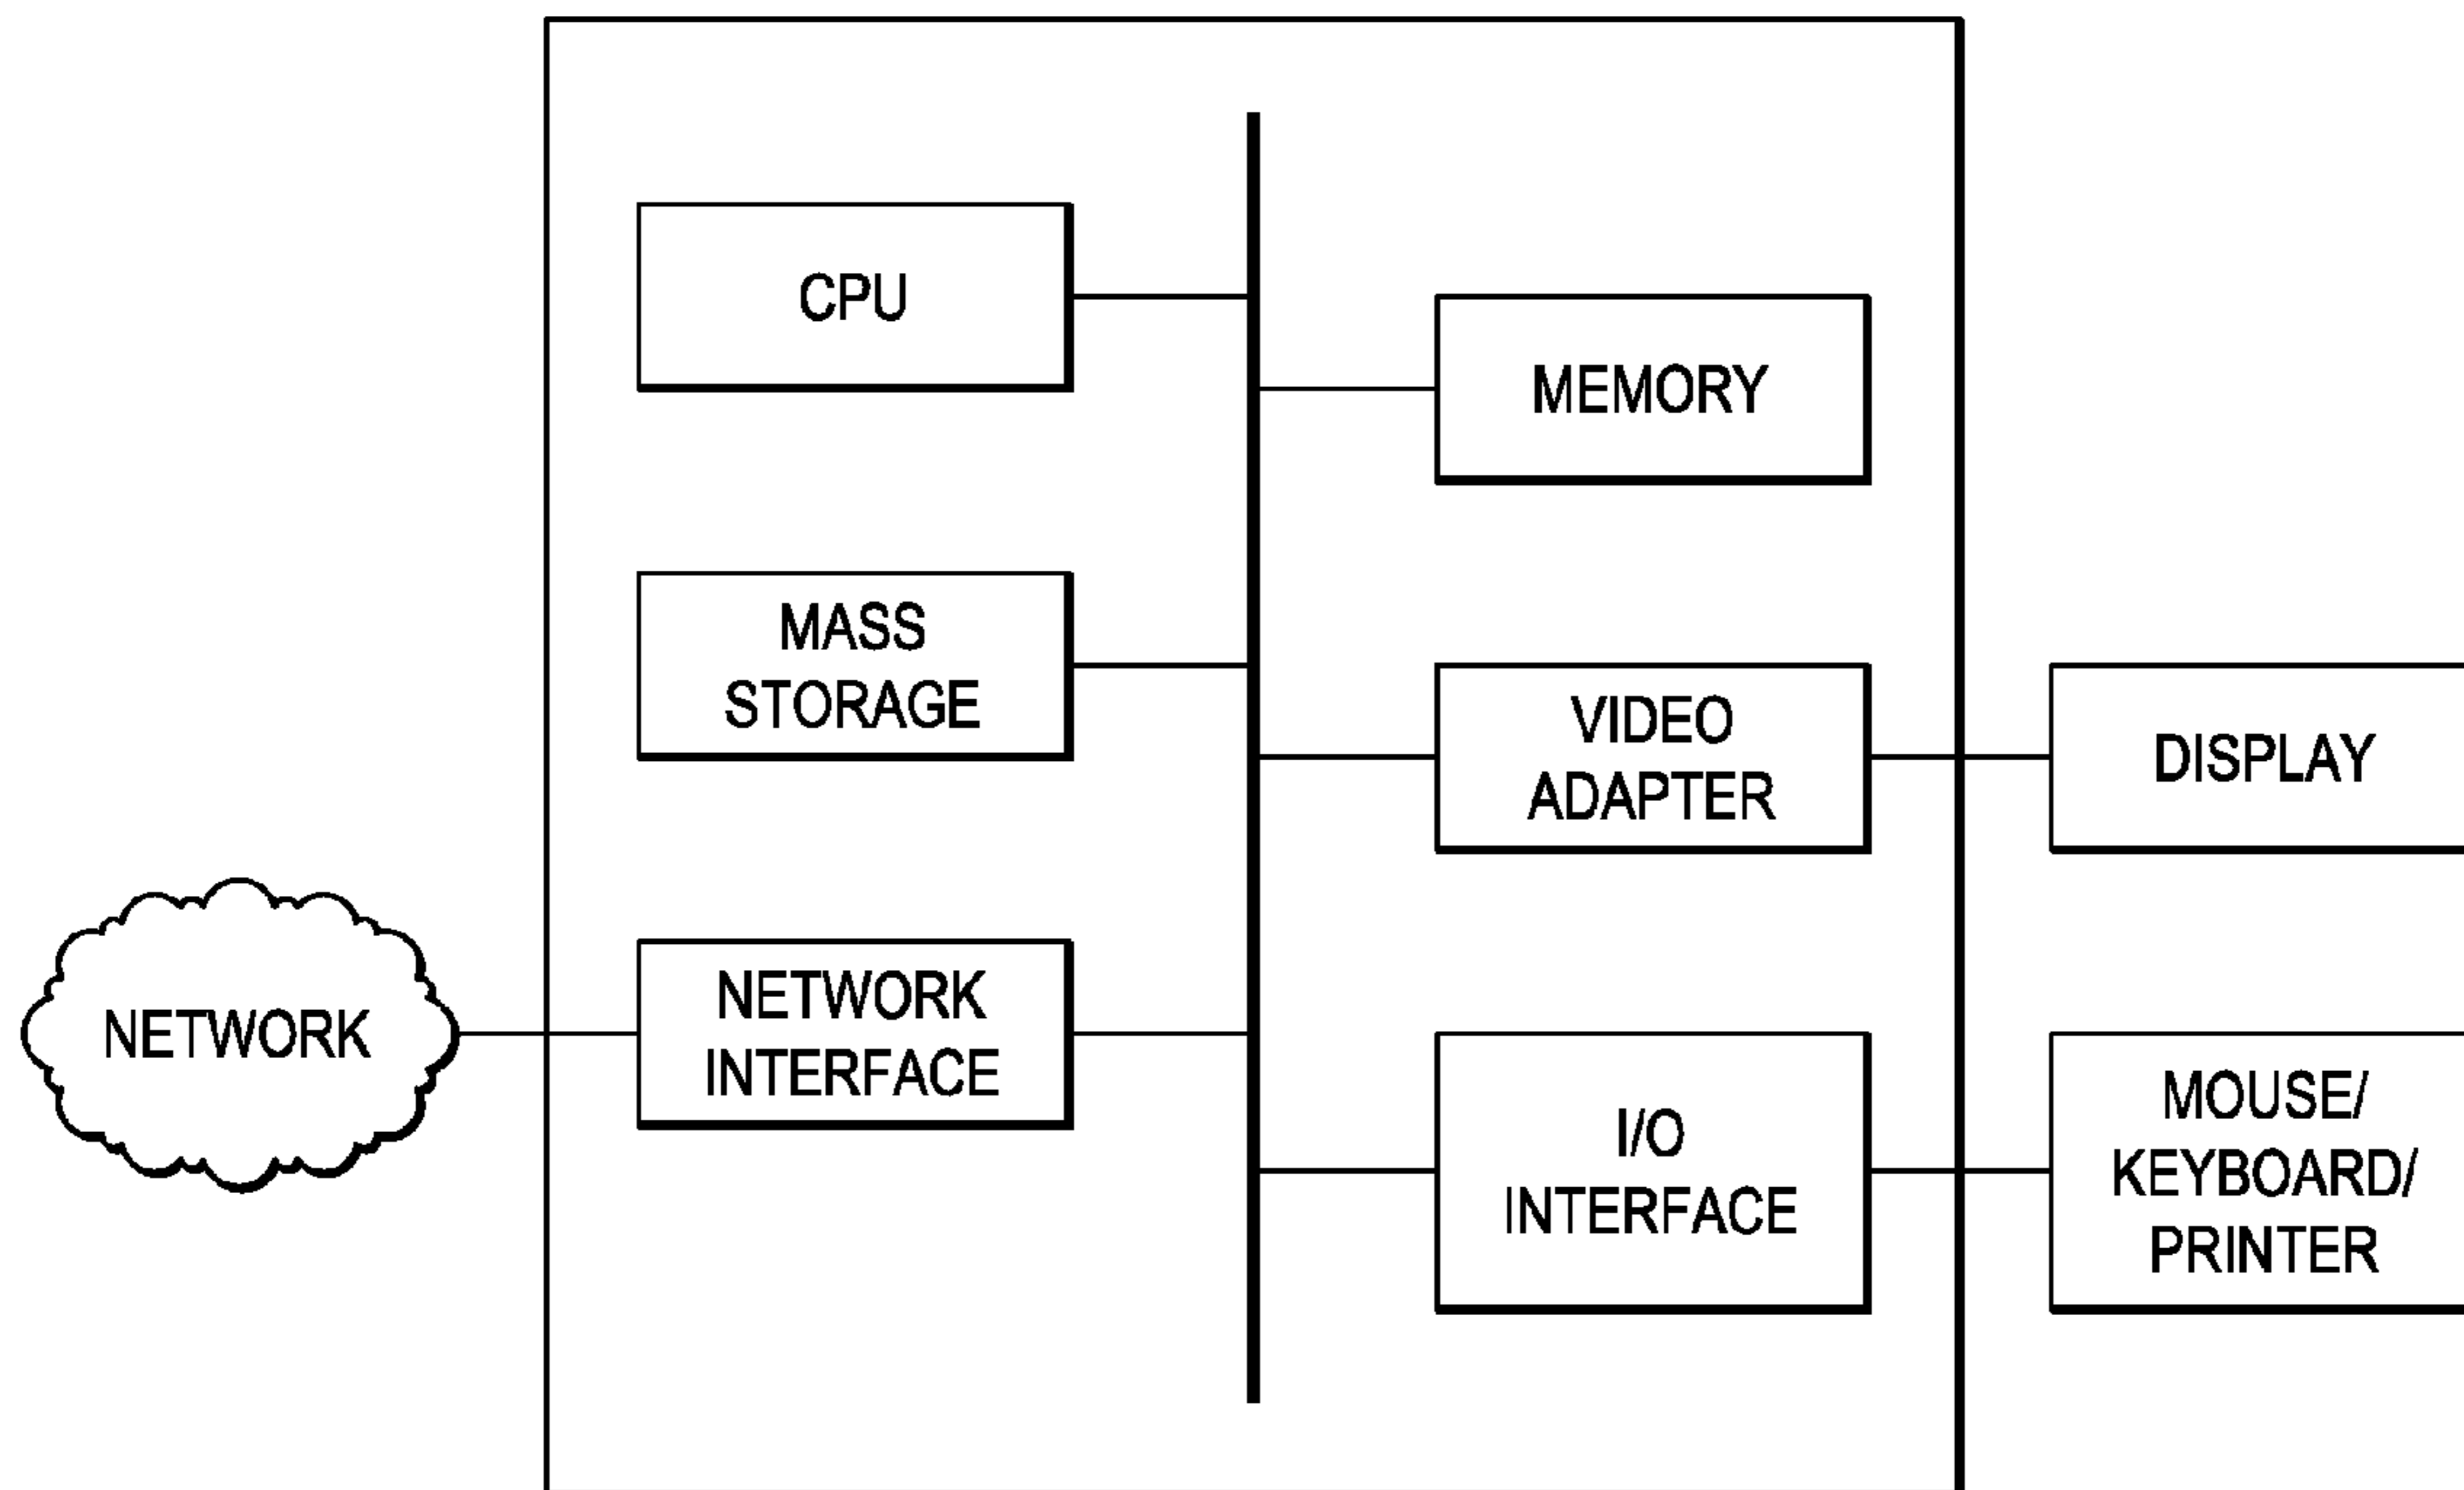 CPU
MEMORY
MASS
STORAGE
VIDEO
ADAPTER
DISPLAY
NETWORK
NETWORK
INTERFACE
I/O
INTERFACE
MOUSE/
KEYBOARD/
PRINTER